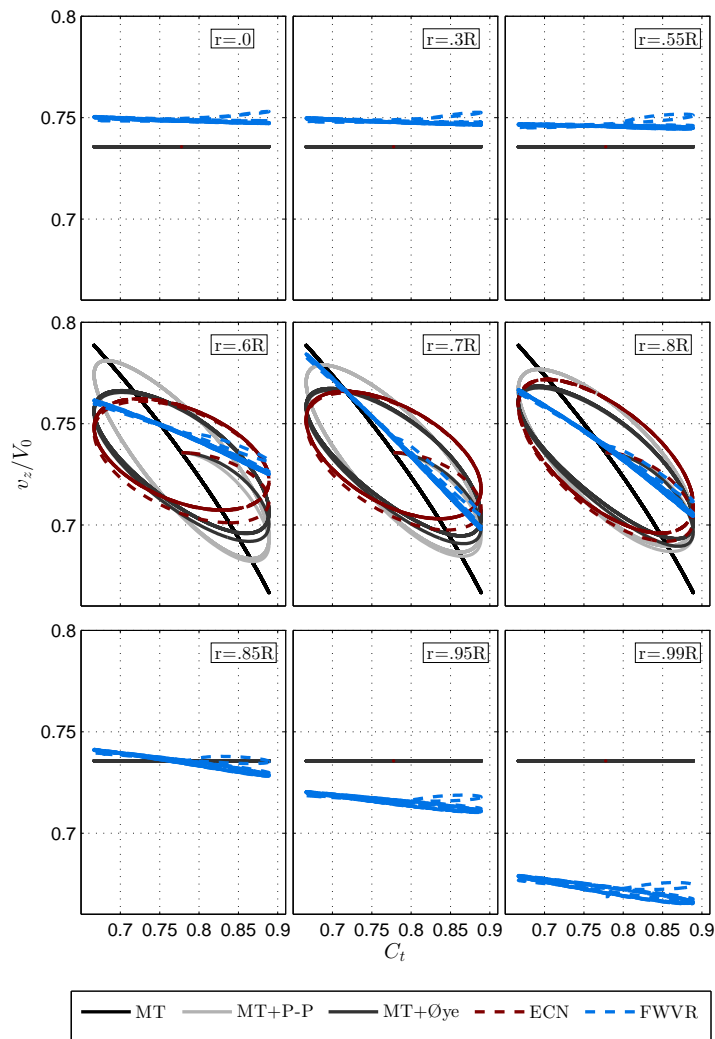 0.8
0.75
0.7
r=.0
r=.3R
r=.55R
0.8
0.75
0.7
v_z/V_0
r=.6R
r=.7R
r=.8R
0.8
0.75
0.7
r=.85R
r=.95R
r=.99R
0.7 0.75 0.8 0.85 0.9
0.7 0.75 0.8 0.85 0.9
0.7 0.75 0.8 0.85 0.9
C_t
MT MT+P-P MT+Øye ECN FWVR